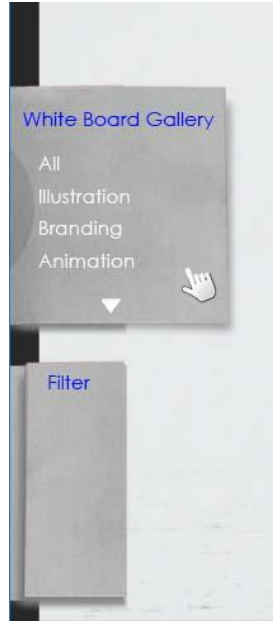 White Board Gallery
All
Illustration
Branding
Animation
Filter